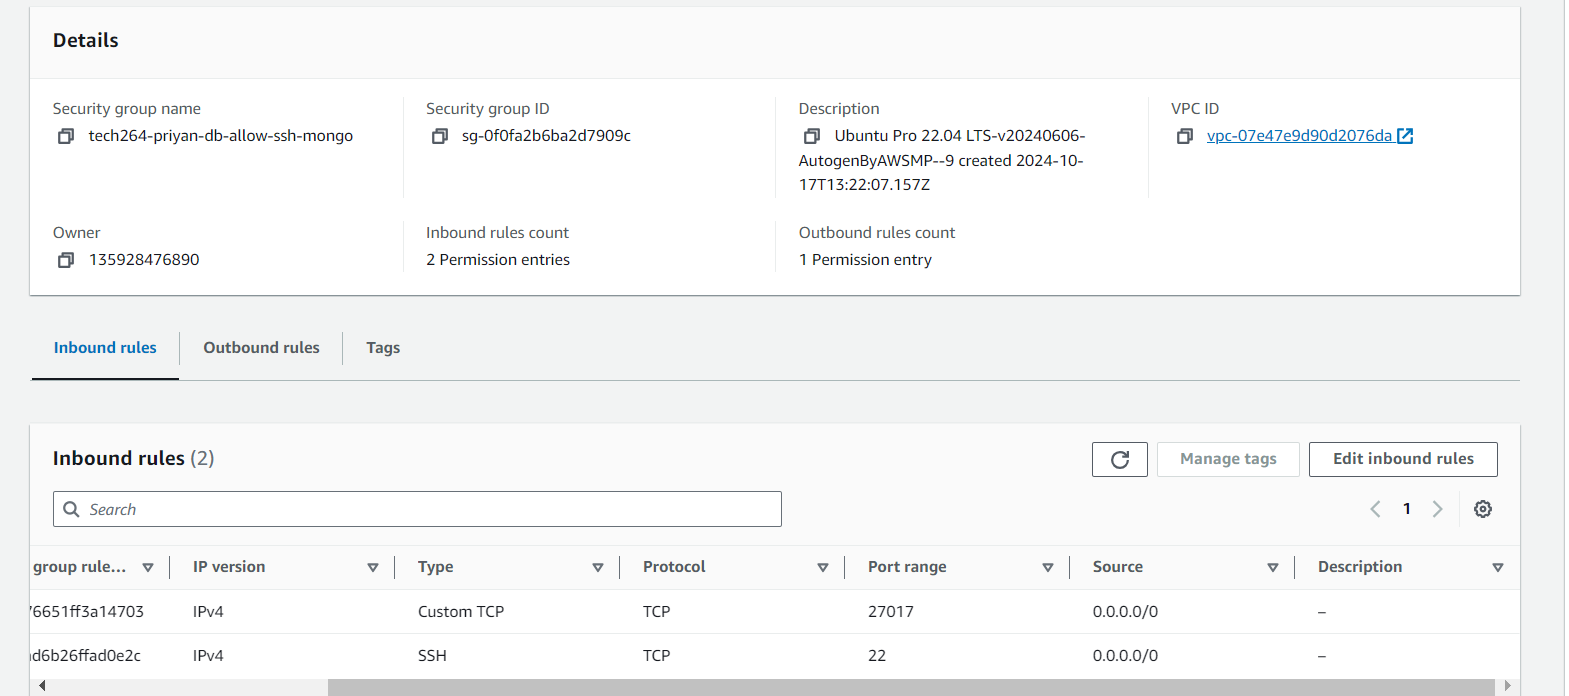 Details
Security group name
tech264-priyan-db-allow-ssh-mongo
Security group ID
sg-0f0fa2b6ba2d7909c
Description
Ubuntu Pro 22.04 LTS-v20240606-
AutogenByAWSMP--9 created 2024-10-
17T13:22:07.157Z
VPC ID
vpc-07e47e9d90d2076da
Owner
135928476890
Inbound rules count
2 Permission entries
Outbound rules count
1 Permission entry
Inbound rules Outbound rules Tags
Inbound rules (2)
Manage tags Edit inbound rules
Search
1
group rule... IP version Type Protocol Port range Source Description
76651ff3a14703 IPv4 Custom TCP TCP 27017 0.0.0.0/0 –
d6b26ffad0e2c IPv4 SSH TCP 22 0.0.0.0/0 –